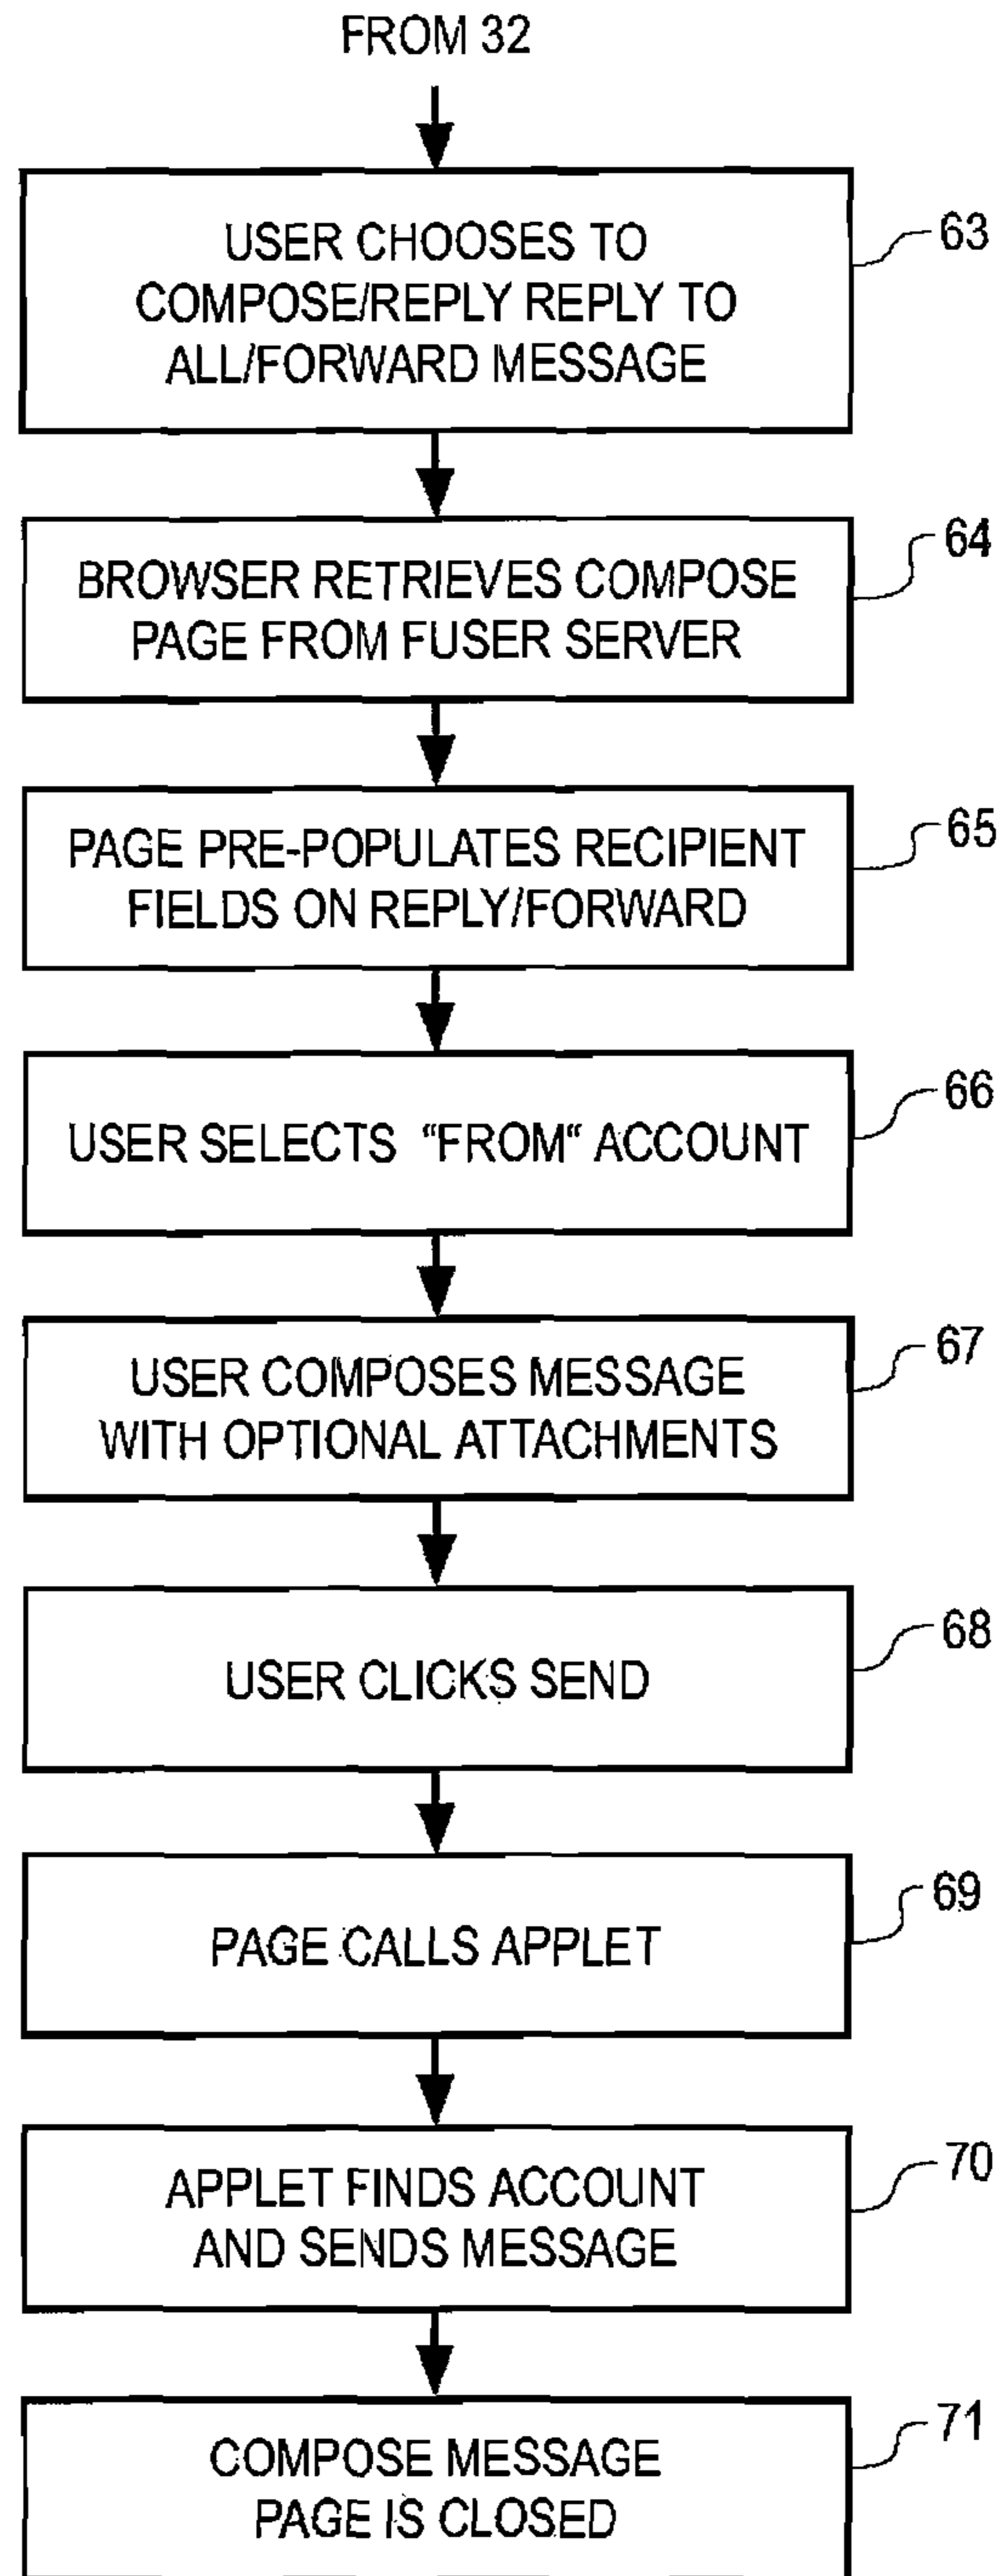 FROM 32
USER CHOOSES TO
COMPOSE/REPLY REPLY TO
ALL/FORWARD MESSAGE
63
BROWSER RETRIEVES COMPOSE
PAGE FROM FUSER SERVER
64
PAGE PRE-POPULATES RECIPIENT
FIELDS ON REPLY/FORWARD
65
USER SELECTS “FROM“ ACCOUNT
66
USER COMPOSES MESSAGE
WITH OPTIONAL ATTACHMENTS
67
USER CLICKS SEND
68
PAGE CALLS APPLET
69
APPLET FINDS ACCOUNT
AND SENDS MESSAGE
70
COMPOSE MESSAGE
PAGE IS CLOSED
71